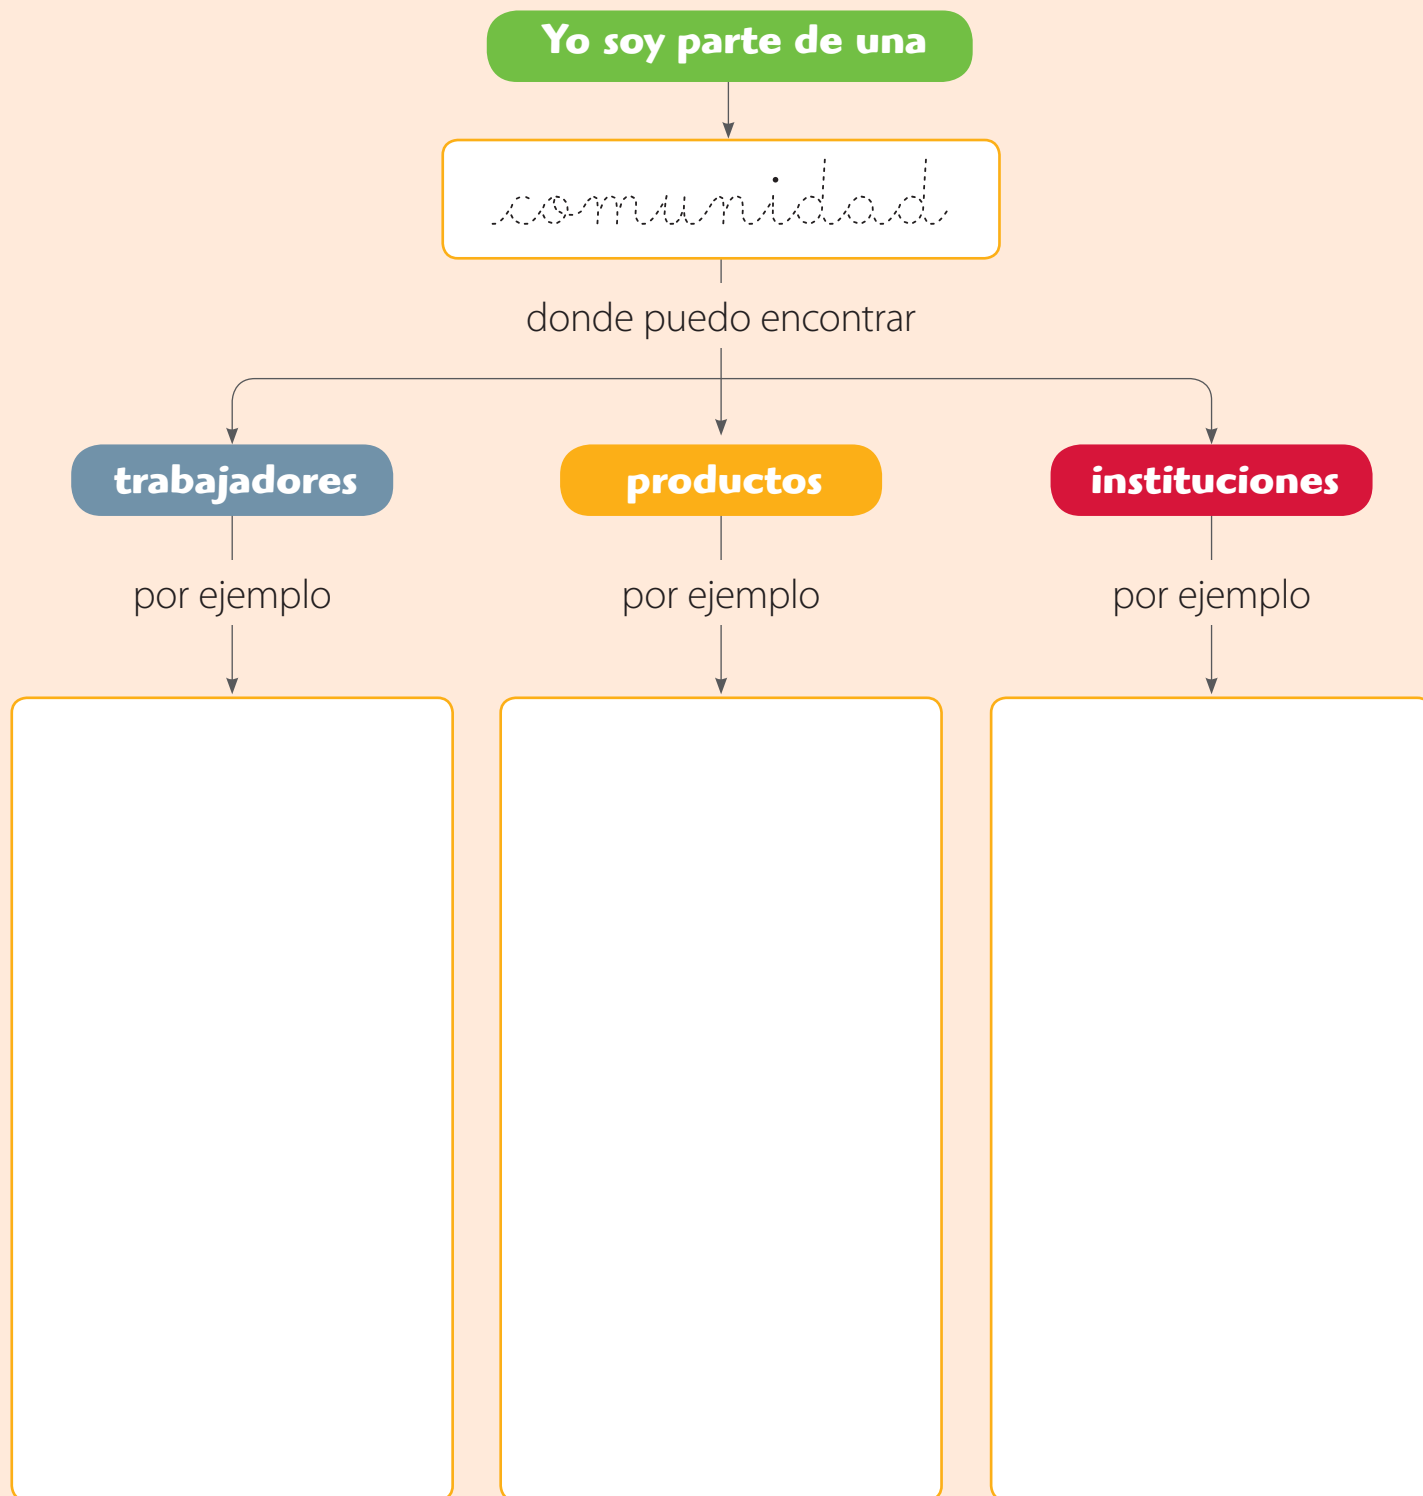 Yo soy parte de una
comunidad
donde puedo encontrar
trabajadores
productos
instituciones
por ejemplo
por ejemplo
por ejemplo